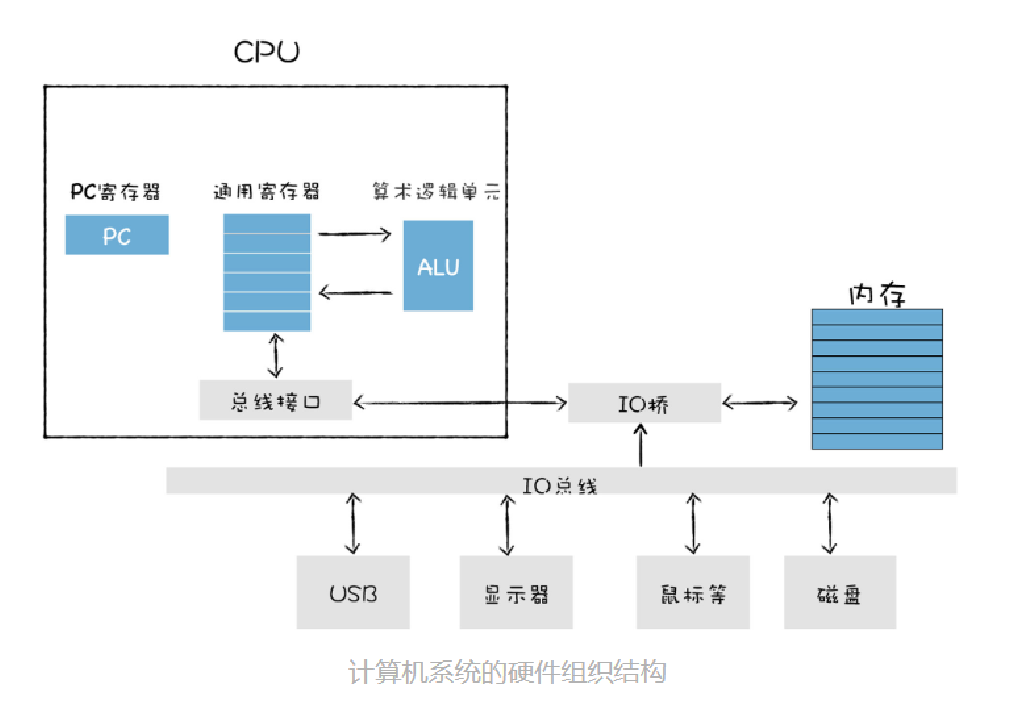 CPU
PC寄存器
通用寄存器
算术逻辑单元
PC
ALU
内存
总线接口
IO桥
IO总线
USB
显示器
鼠标等
磁盘
计算机系统的硬件组织结构